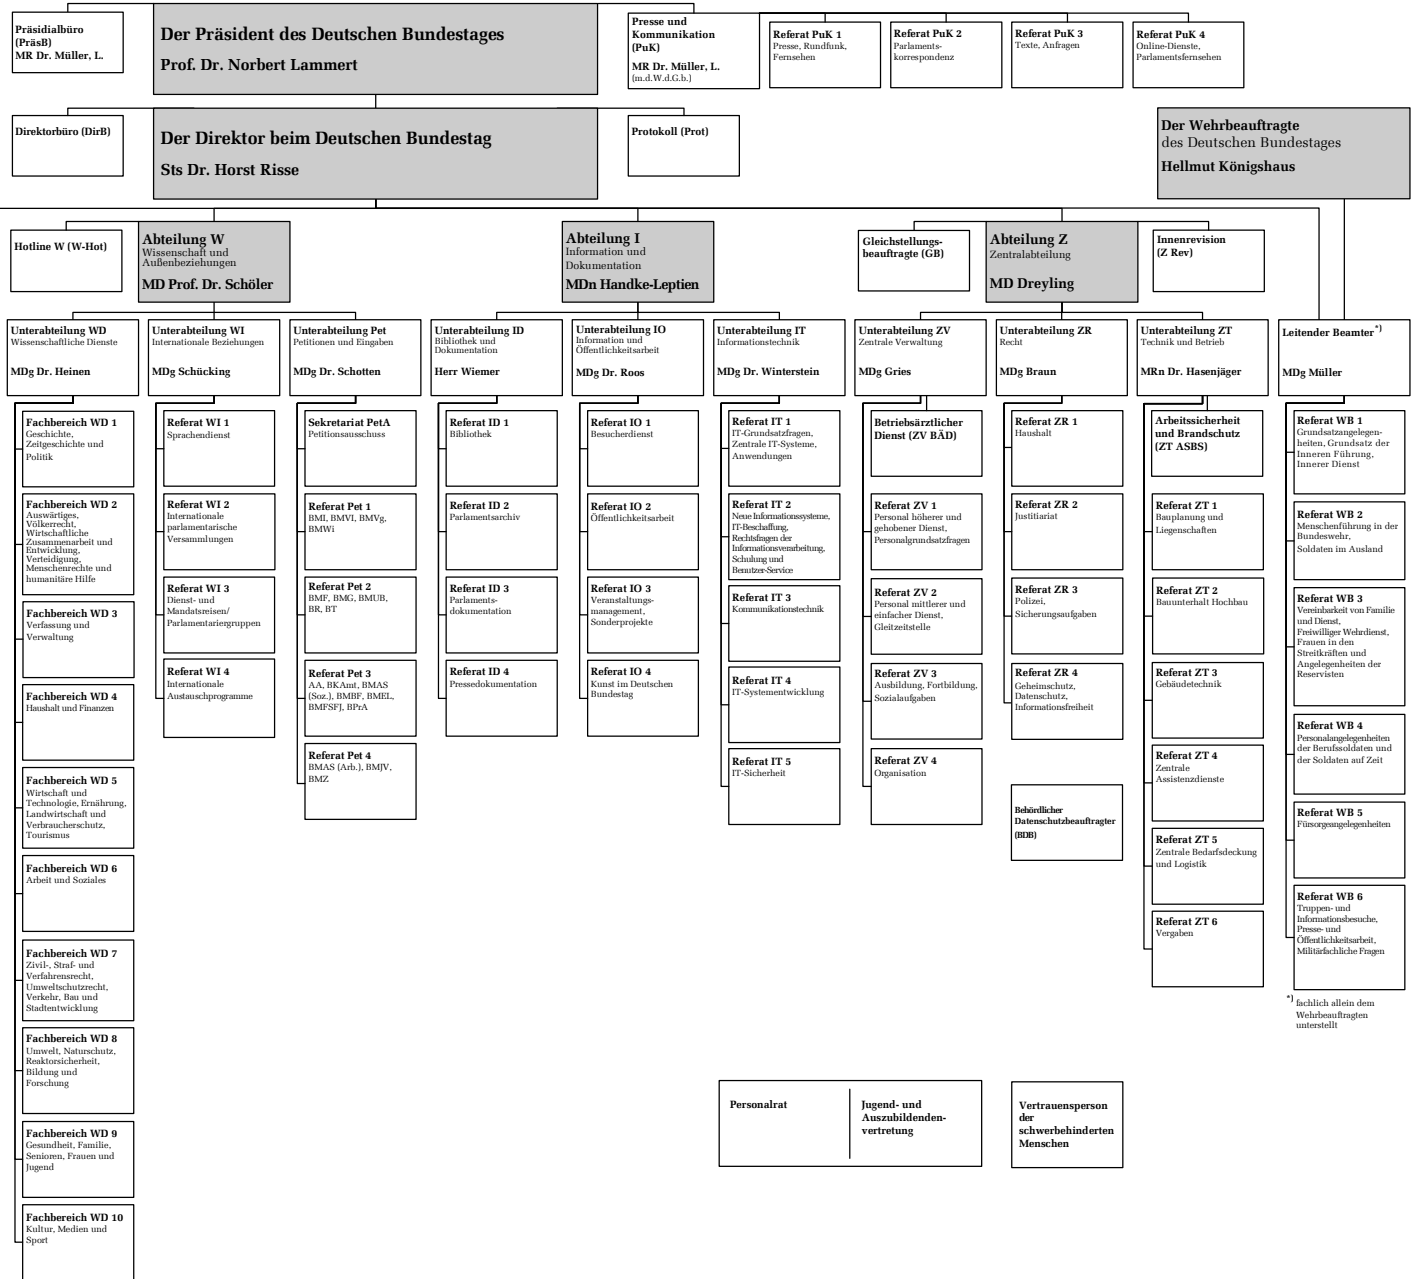 Präsidialbüro
(PräsB)
MR Dr. Müller, L.
Der Präsident des Deutschen Bundestages
Prof. Dr. Norbert Lammert
Presse und
Kommunikation
(PuK)
MR Dr. Müller, L.
(m.d.W.d.G.b.)
Referat PuK 1
Presse, Rundfunk,
Fernsehen
Referat PuK 2
Parlaments-
korrespondenz
Referat PuK 3
Texte, Anfragen
Referat PuK 4
Online-Dienste,
Parlamentsfernsehen
Direktorbüro (DirB)
Der Direktor beim Deutschen Bundestag
Sts Dr. Horst Risse
Protokoll (Prot)
Der Wehrbeauftragte
des Deutschen Bundestages
Hellmut Königshaus
Hotline W (W-Hot)
Abteilung W
Wissenschaft und
Außenbeziehungen
MD Prof. Dr. Schöler
Abteilung I
Information und
Dokumentation
MDn Handke-Leptien
Gleichstellungs-
beauftragte (GB)
Abteilung Z
Zentralabteilung
MD Dreyling
Innenrevision
(Z Rev)
Unterabteilung WD
Wissenschaftliche Dienste
MDg Dr. Heinen
Unterabteilung WI
Internationale Beziehungen
MDg Schücking
Unterabteilung Pet
Petitionen und Eingaben
MDg Dr. Schotten
Unterabteilung ID
Bibliothek und
Dokumentation
Herr Wiemer
Unterabteilung IO
Information und
Öffentlichkeitsarbeit
MDg Dr. Roos
Unterabteilung IT
Informationstechnik
MDg Dr. Winterstein
Unterabteilung ZV
Zentrale Verwaltung
MDg Gries
Unterabteilung ZR
Recht
MDg Braun
Unterabteilung ZT
Technik und Betrieb
MRn Dr. Hasenjäger
Leitender Beamter *)
MDg Müller
Fachbereich WD 1
Geschichte,
Zeitgeschichte und
Politik
Fachbereich WD 2
Auswärtiges,
Völkerrecht,
Wirtschaftliche
Zusammenarbeit und
Entwicklung,
Verteidigung,
Menschenrechte und
humanitäre Hilfe
Fachbereich WD 3
Verfassung und
Verwaltung
Fachbereich WD 4
Haushalt und Finanzen
Fachbereich WD 5
Wirtschaft und
Technologie, Ernährung,
Landwirtschaft und
Verbraucherschutz,
Tourismus
Fachbereich WD 6
Arbeit und Soziales
Fachbereich WD 7
Zivil-, Straf- und
Verfahrensrecht,
Umweltschutzrecht,
Verkehr, Bau und
Stadtentwicklung
Fachbereich WD 8
Umwelt, Naturschutz,
Reaktorsicherheit,
Bildung und
Forschung
Fachbereich WD 9
Gesundheit, Familie,
Senioren, Frauen und
Jugend
Fachbereich WD 10
Kultur, Medien und
Sport
Referat WI 1
Sprachendienst
Referat WI 2
Internationale
parlamentarische
Versammlungen
Referat WI 3
Dienst- und
Mandatsreisen/
Parlamentariergruppen
Referat WI 4
Internationale
Austauschprogramme
Sekretariat PetA
Petitionsausschuss
Referat Pet 1
BMI, BMVI, BMVg,
BMWi
Referat Pet 2
BMF, BMG, BMUB,
BR, BT
Referat Pet 3
AA, BKAmt, BMAS
(Soz.), BMBF, BMEL,
BMFSFJ, BPrA
Referat Pet 4
BMAS (Arb.), BMJV,
BMZ
Referat ID 1
Bibliothek
Referat ID 2
Parlamentsarchiv
Referat ID 3
Parlaments-
dokumentation
Referat ID 4
Pressedokumentation
Referat IO 1
Besucherdienst
Referat IO 2
Öffentlichkeitsarbeit
Referat IO 3
Veranstaltungs-
management,
Sonderprojekte
Referat IO 4
Kunst im Deutschen
Bundestag
Referat IT 1
IT-Grundsatzfragen,
Zentrale IT-Systeme,
Anwendungen
Referat IT 2
Neue Informationssysteme,
IT-Beschaffung,
Rechtsfragen der
Informationsverarbeitung,
Schulung und
Benutzer-Service
Referat IT 3
Kommunikationstechnik
Referat IT 4
IT-Systementwicklung
Referat IT 5
IT-Sicherheit
Betriebsärztlicher
Dienst (ZV BÄD)
Referat ZV 1
Personal höherer und
gehobener Dienst,
Personalgrundsatzfragen
Referat ZV 2
Personal mittlerer und
einfacher Dienst,
Gleitzeitstelle
Referat ZV 3
Ausbildung, Fortbildung,
Sozialaufgaben
Referat ZV 4
Organisation
Referat ZR 1
Haushalt
Referat ZR 2
Justitiariat
Referat ZR 3
Polizei,
Sicherungsaufgaben
Referat ZR 4
Geheimschutz,
Datenschutz,
Informationsfreiheit
Behördlicher
Datenschutzbeauftragter
(BDB)
Arbeitssicherheit
und Brandschutz
(ZT ASBS)
Referat ZT 1
Bauplanung und
Liegenschaften
Referat ZT 2
Bauunterhalt Hochbau
Referat ZT 3
Gebäudetechnik
Referat ZT 4
Zentrale
Assistenzdienste
Referat ZT 5
Zentrale Bedarfsdeckung
und Logistik
Referat ZT 6
Vergaben
Referat WB 1
Grundsatzangelegen-
heiten, Grundsatz der
Inneren Führung,
Innerer Dienst
Referat WB 2
Menschenführung in der
Bundeswehr,
Soldaten im Ausland
Referat WB 3
Vereinbarkeit von Familie
und Dienst,
Freiwilliger Wehrdienst,
Frauen in den
Streitkräften und
Angelegenheiten der
Reservisten
Referat WB 4
Personalangelegenheiten
der Berufssoldaten und
der Soldaten auf Zeit
Referat WB 5
Fürsorgeangelegenheiten
Referat WB 6
Truppen- und
Informationsbesuche,
Presse- und
Öffentlichkeitsarbeit,
Militärfachliche Fragen
*) fachlich allein dem
Wehrbeauftragten
unterstellt
Personalrat
Jugend- und
Auszubildenden-
vertretung
Vertrauensperson
der
schwerbehinderten
Menschen